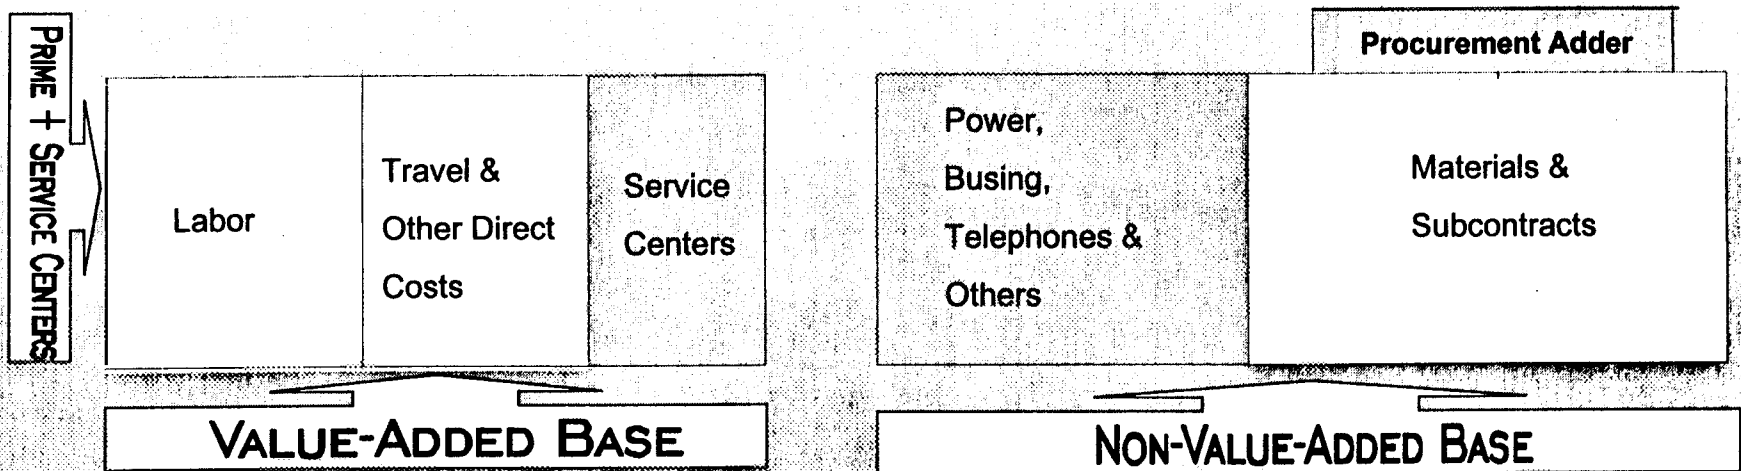 PRIME + SERVICE CENTERS
Labor
Travel &
Other Direct
Costs
Service
Centers
VALUE-ADDED BASE
Procurement Adder
Power,
Busing,
Telephones &
Others
Materials &
Subcontracts
NON-VALUE-ADDED BASE